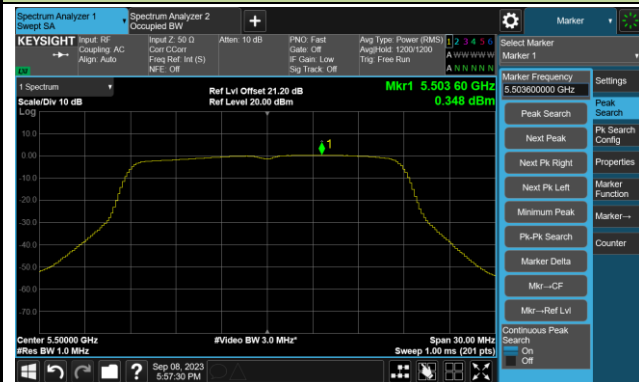 Spectrum Analyzer 1
Swept SA
Spectrum Analyzer 2
Occupied BW
Marker
KEYSIGHT
Input: RF
Coupling: AC
Align: Auto
Input Z: 50 Ω
Corr CCorr
Freq Ref: Int (S)
NFE: Off
Atten: 10 dB
PNO: Fast
Gate: Off
IF Gain: Low
Sig Track: Off
Avg Type: Power (RMS)
Avg|Hold: 1200/1200
Trig: Free Run
1 2 3 4 5 6
A W W W W W
A N N N N N
LVI
Select Marker
Marker 1
1 Spectrum
Scale/Div 10 dB
Log
Ref Lvl Offset 21.20 dB
Ref Level 20.00 dBm
Mkr1 5.503 60 GHz
0.348 dBm
10.0
0.00
-10.0
-20.0
-30.0
-40.0
-50.0
-60.0
-70.0
1
Center 5.50000 GHz
#Res BW 1.0 MHz
#Video BW 3.0 MHz*
Span 30.00 MHz
Sweep 1.00 ms (201 pts)
Marker Frequency
5.503600000 GHz
Peak Search
Next Peak
Next Pk Right
Next Pk Left
Minimum Peak
Pk-Pk Search
Marker Delta
Mkr→CF
Mkr→Ref Lvl
Continuous Peak
Search
On
Off
Settings
Peak
Search
Pk Search
Config
Properties
Marker
Function
Marker→
Counter
Sep 08, 2023
5:57:30 PM